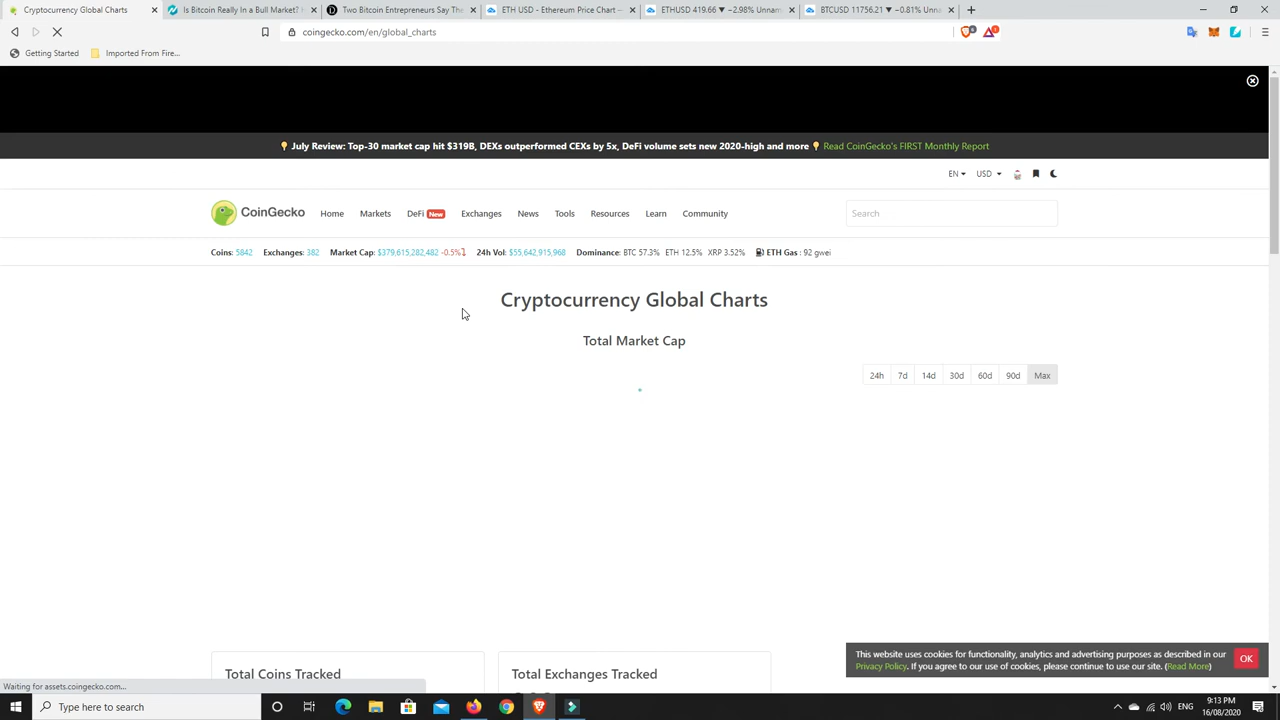 Cryptocurrency Global Charts
Is Bitcoin Really In a Bull Market? H
Two Bitcoin Entrepreneurs Say The
ETH USD - Ethereum Price Chart —
ETHUSD 419.66 ▼ −2.98% Unnam
BTCUSD 11756.21 ▼ −0.81% Unna
coingecko.com/en/global_charts
Getting Started
Imported From Fire...
July Review: Top-30 market cap hit $319B, DEXs outperformed CEXs by 5x, DeFi volume sets new 2020-high and more Read CoinGecko's FIRST Monthly Report
EN USD
CoinGecko Home Markets DeFi New Exchanges News Tools Resources Learn Community Search
Coins: 5842 Exchanges: 382 Market Cap: $379,615,282,482 -0.5% 24h Vol: $55,642,915,968 Dominance: BTC 57.3% ETH 12.5% XRP 3.52% ETH Gas : 92 gwei
Cryptocurrency Global Charts
Total Market Cap
24h 7d 14d 30d 60d 90d Max
This website uses cookies for functionality, analytics and advertising purposes as described in our
Privacy Policy. If you agree to our use of cookies, please continue to use our site. (Read More)
OK
Total Coins Tracked
Total Exchanges Tracked
Waiting for assets.coingecko.com...
Type here to search
ENG
9:13 PM
16/08/2020